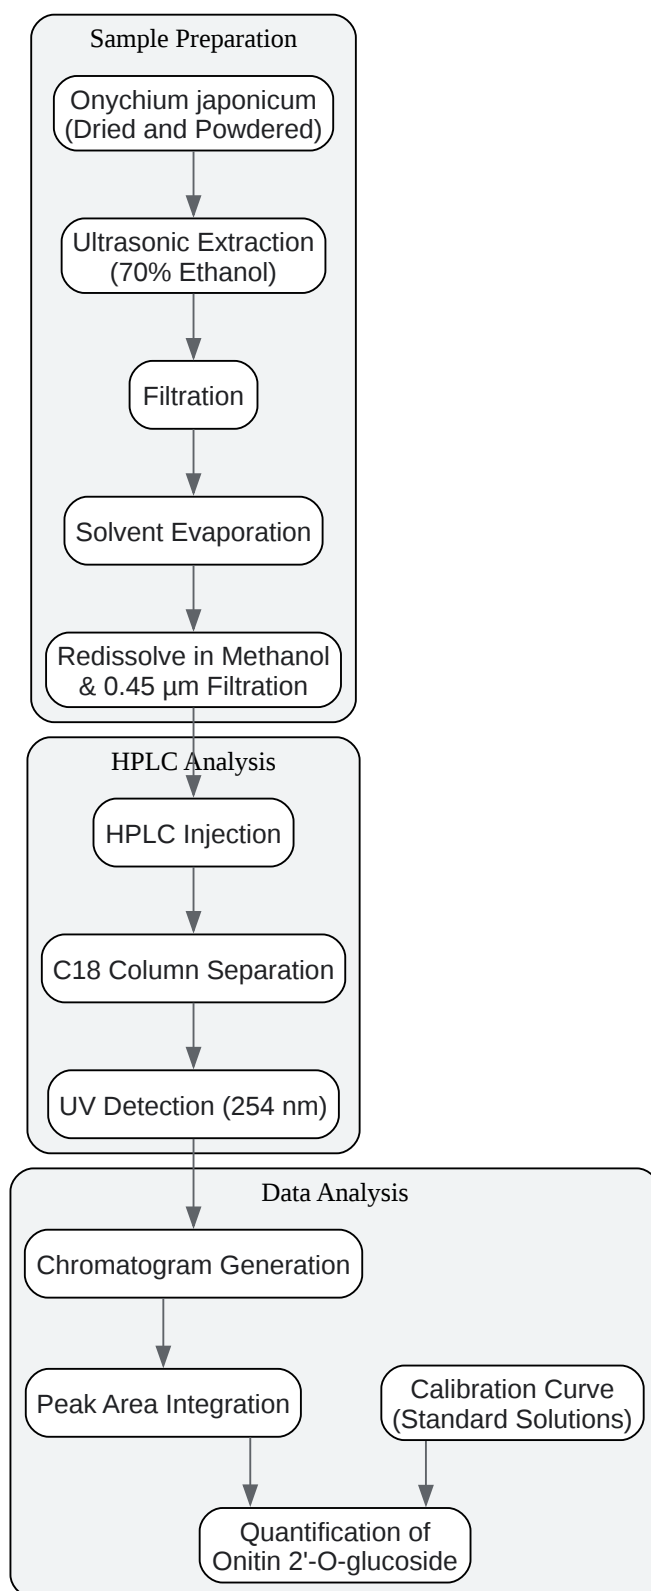 Sample Preparation
Onychium japonicum
(Dried and Powdered)
Ultrasonic Extraction
(70% Ethanol)
Filtration
Solvent Evaporation
Redissolve in Methanol
& 0.45 µm Filtration
HPLC Analysis
HPLC Injection
C18 Column Separation
UV Detection (254 nm)
Data Analysis
Chromatogram Generation
Peak Area Integration
Calibration Curve
(Standard Solutions)
Quantification of
Onitin 2'-O-glucoside